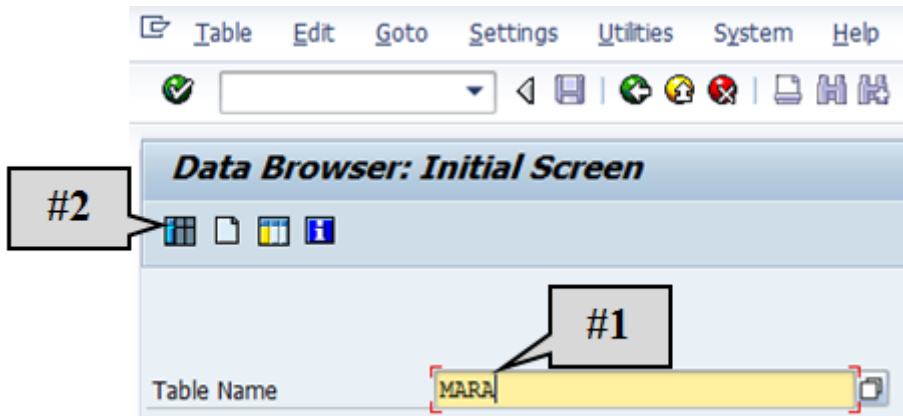 Table Edit Goto Settings Utilities System Help
Data Browser: Initial Screen
#2
#1
Table Name MARA